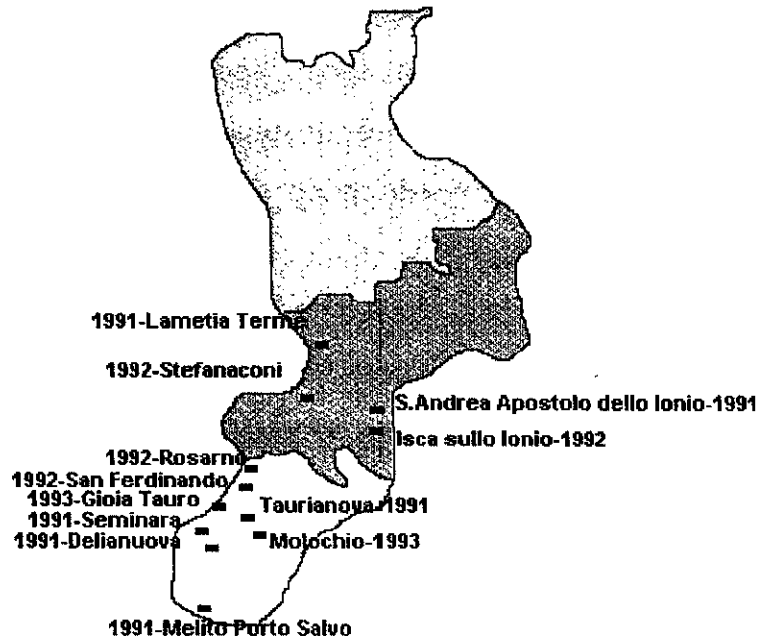 1991-Lametia Terme
1992-Stefanaconi
S.Andrea Apostolo dello Ionio-1991
Isca sullo Ionio-1992
1992-Rosarno
1992-San Ferdinando
1993-Gioia Tauro
Taurianova-1991
1991-Seminara
1991-Delianuova
Molochio-1993
1991-Melito Porto Salvo